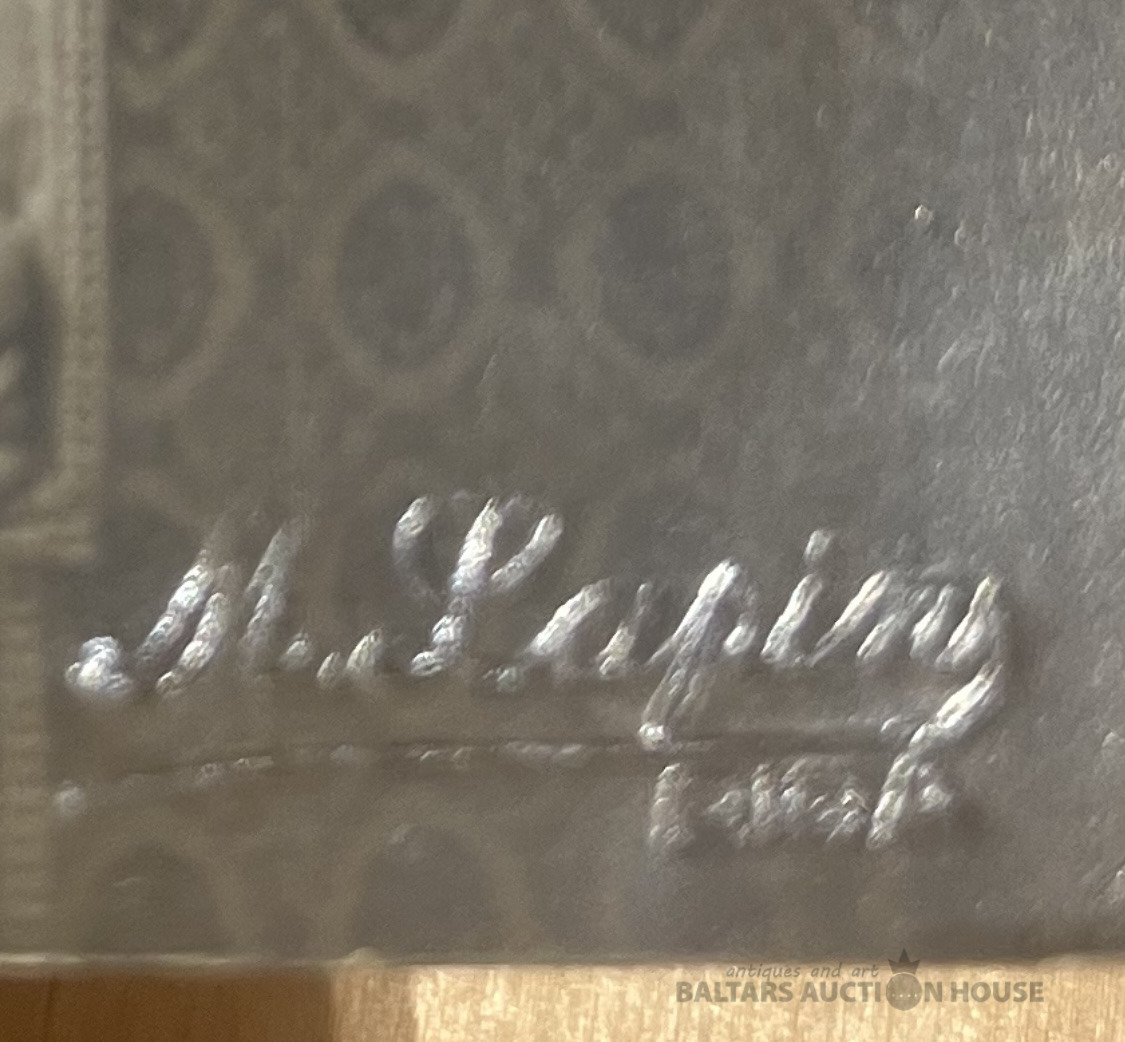 M. Lapiņ
antiques and art
BALTARS AUCTION HOUSE